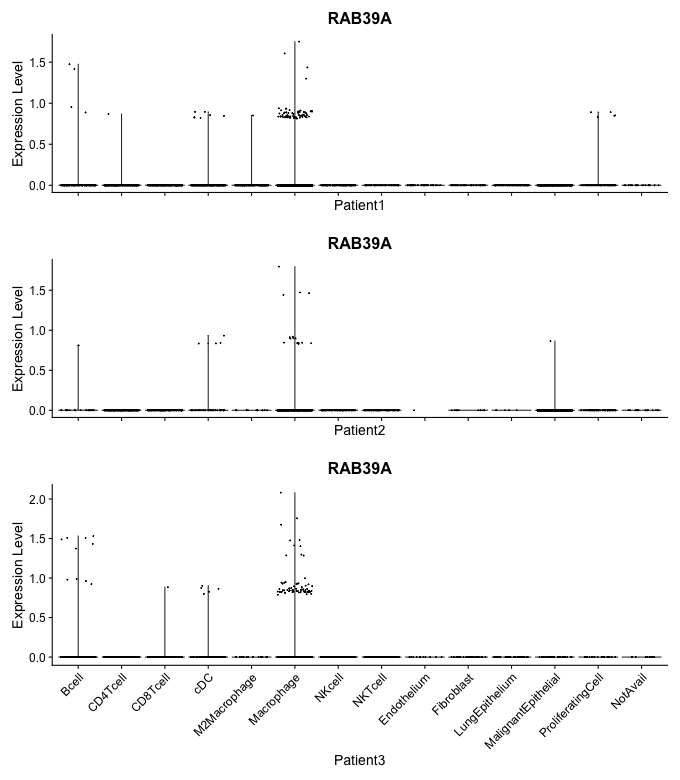 RAB39A
Expression Level
1.5
1.0
0.5
0.0
Patient1
RAB39A
Expression Level
1.5
1.0
0.5
0.0
Patient2
RAB39A
Expression Level
2.0
1.5
1.0
0.5
0.0
Bcell
CD4Tcell
CD8Tcell
cDC
M2Macrophage
Macrophage
NKcell
NKTcell
Endothelium
Fibroblast
LungEpithelium
MalignantEpithelial
ProliferatingCell
NotAvail
Patient3